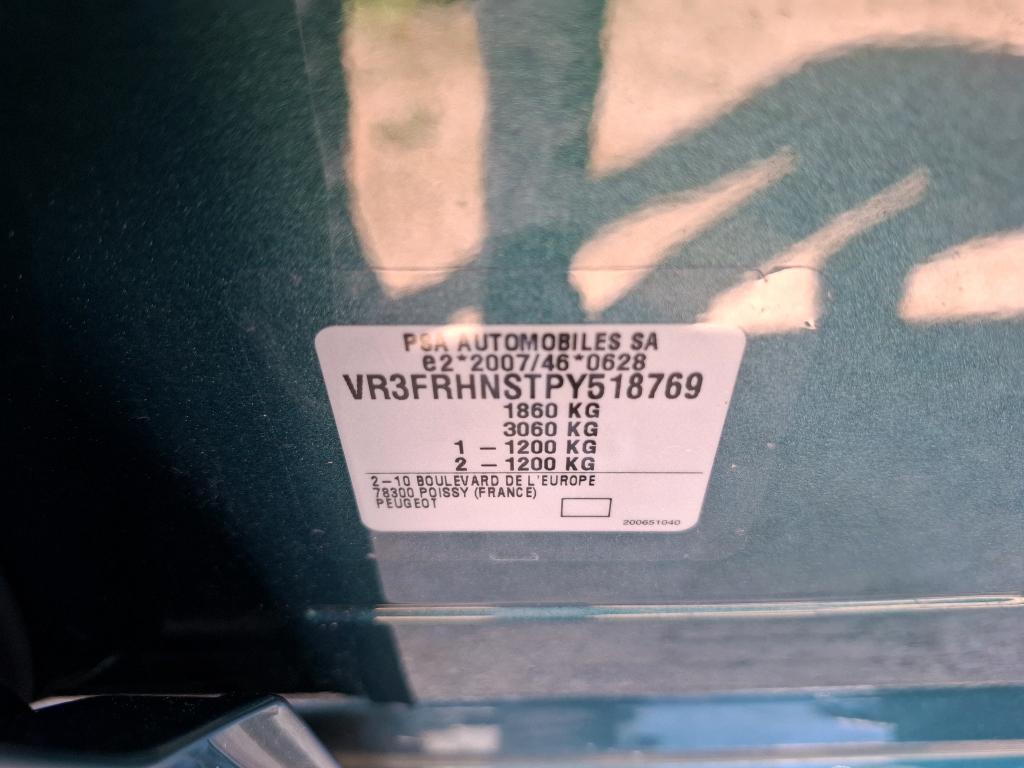 PSA AUTOMOBILES SA
e2*2007/46*0628
VR3FRHNSTPY518769
1860 KG
3060 KG
1 – 1200 KG
2 – 1200 KG
2–10 BOULEVARD DE L'EUROPE
78300 POISSY (FRANCE)
PEUGEOT
200651040